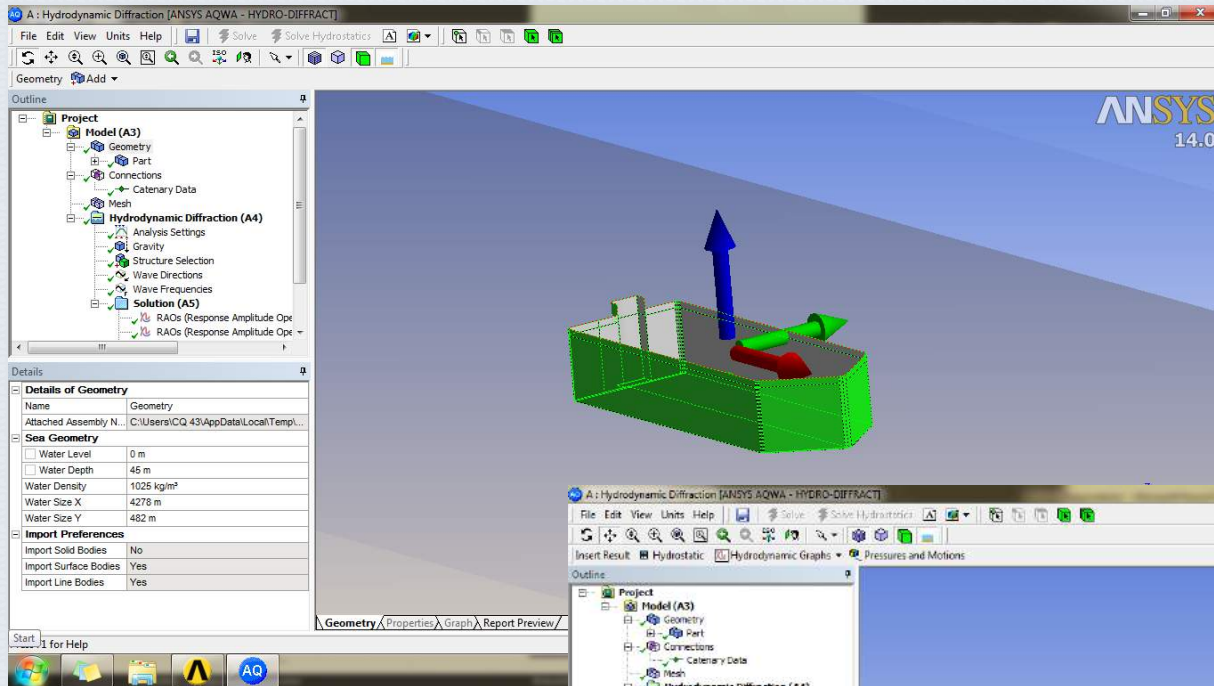 A : Hydrodynamic Diffraction [ANSYS AQWA - HYDRO-DIFFRACT]
File Edit View Units Help Solve Solve Hydrostatics A
ISO
Geometry Add
Outline
Project
Model (A3)
Geometry
Part
Connections
Catenary Data
Mesh
Hydrodynamic Diffraction (A4)
Analysis Settings
Gravity
Structure Selection
Wave Directions
Wave Frequencies
Solution (A5)
RAOs (Response Amplitude Ope
RAOs (Response Amplitude Ope
Details
Details of Geometry
Name Geometry
Attached Assembly N... C:\Users\CQ 43\AppData\Local\Temp\...
Sea Geometry
Water Level 0 m
Water Depth 45 m
Water Density 1025 kg/m³
Water Size X 4278 m
Water Size Y 482 m
Import Preferences
Import Solid Bodies No
Import Surface Bodies Yes
Import Line Bodies Yes
ANSYS
14.0
Geometry Properties Graph Report Preview
Start
1 for Help
AQ
A : Hydrodynamic Diffraction [ANSYS AQWA - HYDRO-DIFFRACT]
File Edit View Units Help Solve Solve Hydrostatics A
Insert Result Hydrostatic Hydrodynamic Graphs Pressures and Motions
Outline
Project
Model (A3)
Geometry
Part
Connections
Catenary Data
Mesh
Hydrodynamic Diffraction (A4)